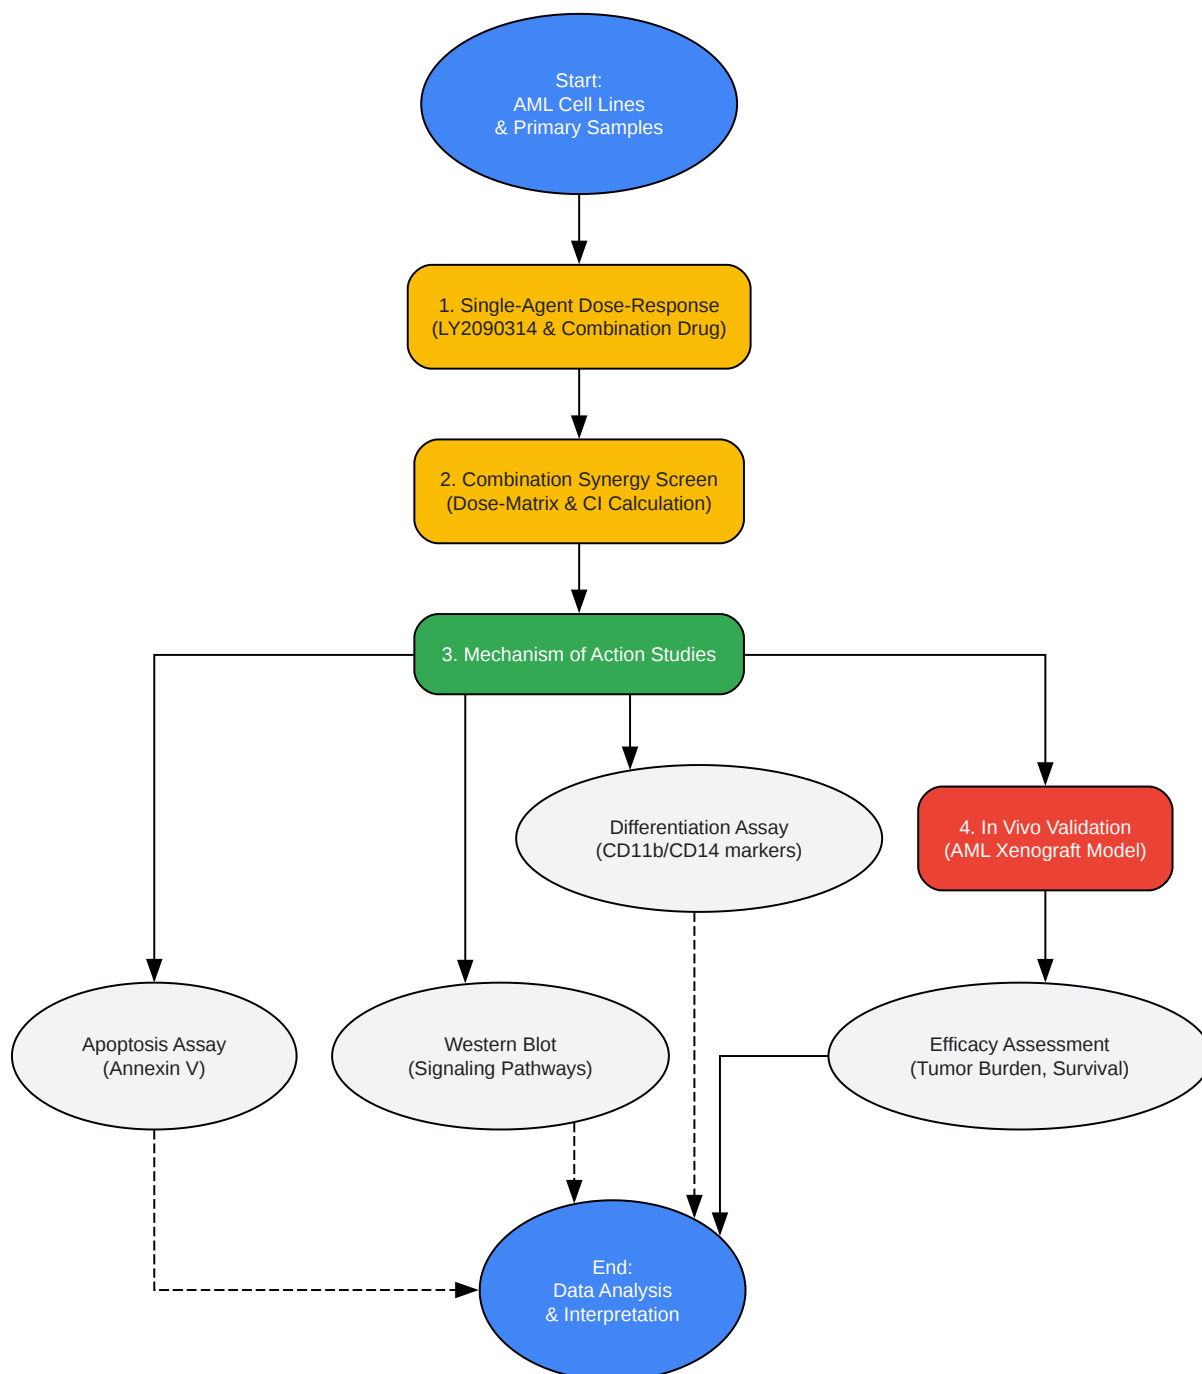 Start:
AML Cell Lines
& Primary Samples
1. Single-Agent Dose-Response
(LY2090314 & Combination Drug)
2. Combination Synergy Screen
(Dose-Matrix & CI Calculation)
3. Mechanism of Action Studies
Differentiation Assay
(CD11b/CD14 markers)
4. In Vivo Validation
(AML Xenograft Model)
Apoptosis Assay
(Annexin V)
Western Blot
(Signaling Pathways)
Efficacy Assessment
(Tumor Burden, Survival)
End:
Data Analysis
& Interpretation